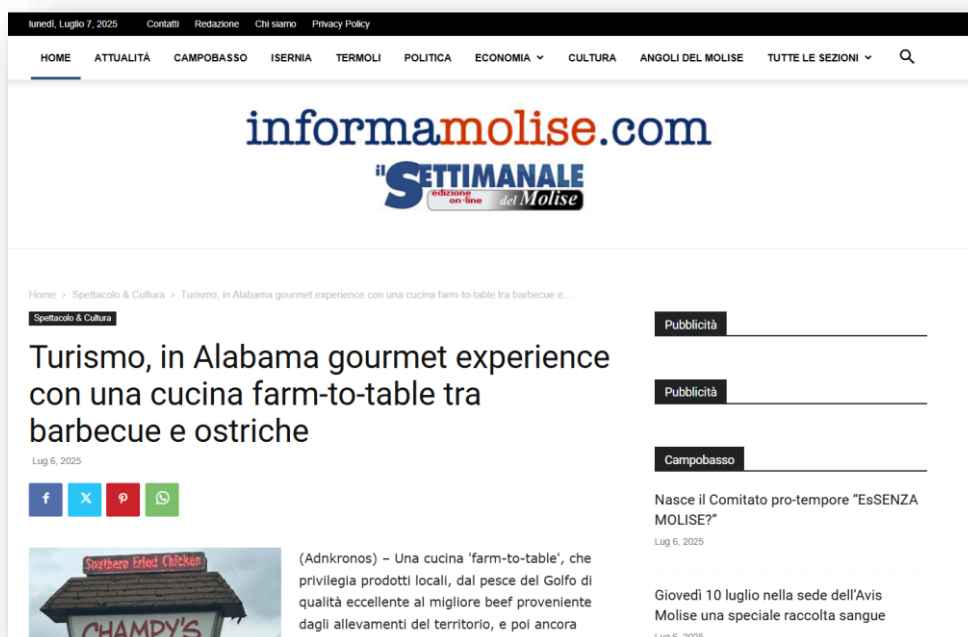 lunedì, Luglio 7, 2025 Contatti Redazione Chi siamo Privacy Policy
HOME ATTUALITÀ CAMPOBASSO ISERNIA TERMOLI POLITICA ECONOMIA CULTURA ANGOLI DEL MOLISE TUTTE LE SEZIONI
informamolise.com
il SETTIMANALE
edizione
on-line del Molise
Home › Spettacolo & Cultura › Turismo, in Alabama gourmet experience con una cucina farm-to-table tra barbecue e...
Spettacolo & Cultura
Turismo, in Alabama gourmet experience
con una cucina farm-to-table tra
barbecue e ostriche
Lug 6, 2025
Southern Fried Chicken
CHAMPY'S
(Adnkronos) – Una cucina 'farm-to-table', che
privilegia prodotti locali, dal pesce del Golfo di
qualità eccellente al migliore beef proveniente
dagli allevamenti del territorio, e poi ancora
Pubblicità
Pubblicità
Campobasso
Nasce il Comitato pro-tempore “EsSENZA
MOLISE?”
Lug 6, 2025
Giovedì 10 luglio nella sede dell’Avis
Molise una speciale raccolta sangue
Lug 6, 2025